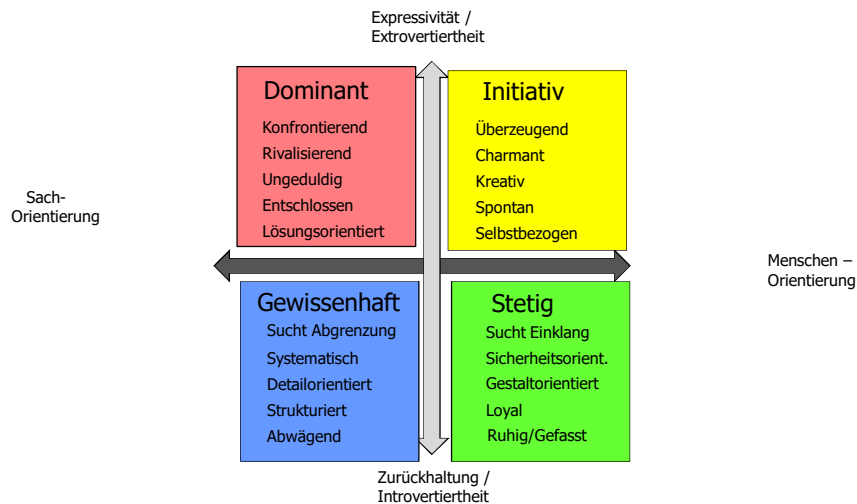 Expressivität /
Extrovertiertheit
Dominant
Konfrontierend
Rivalisierend
Ungeduldig
Entschlossen
Lösungsorientiert
Initiativ
Überzeugend
Charmant
Kreativ
Spontan
Selbstbezogen
Sach-
Orientierung
Menschen –
Orientierung
Gewissenhaft
Sucht Abgrenzung
Systematisch
Detailorientiert
Strukturiert
Abwägend
Stetig
Sucht Einklang
Sicherheitsorient.
Gestaltorientiert
Loyal
Ruhig/Gefasst
Zurückhaltung /
Introvertiertheit